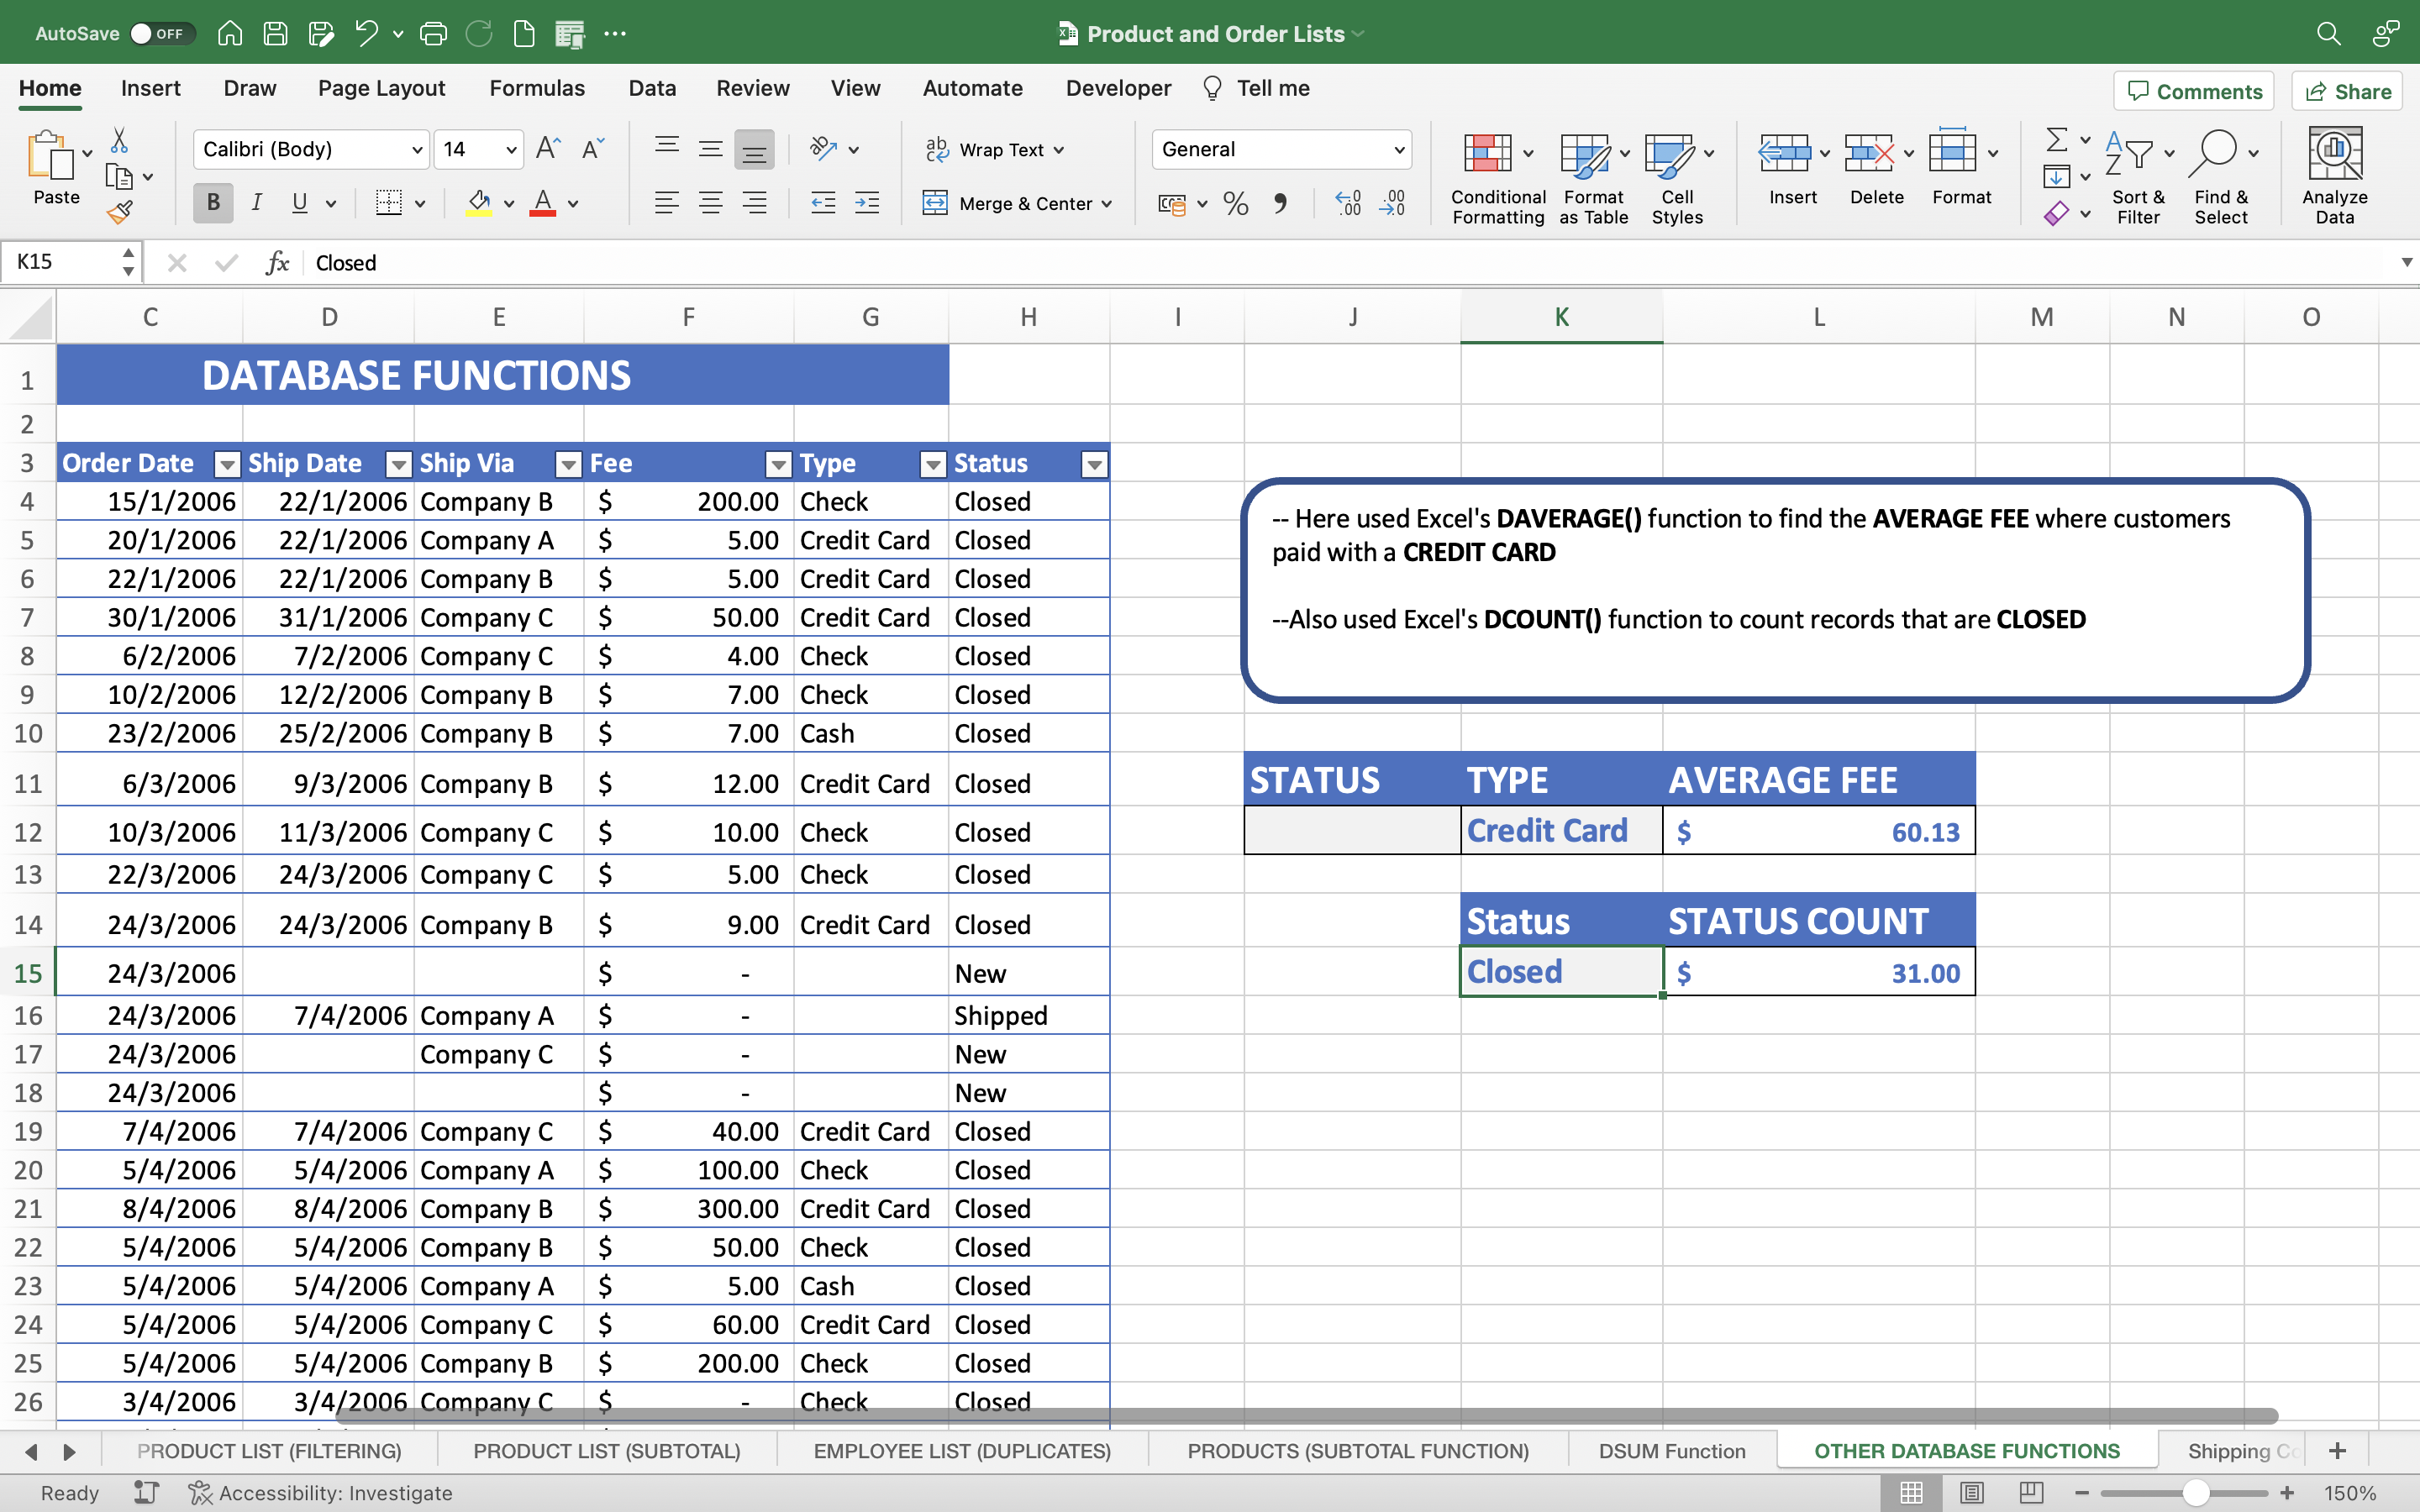 AutoSave OFF Product and Order Lists
Home Insert Draw Page Layout Formulas Data Review View Automate Developer Tell me Comments Share
Paste Calibri (Body) 14 Wrap Text General
B I U A Merge & Center % Conditional Formatting Format as Table Cell Styles Insert Delete Format Sort & Filter Find & Select Analyze Data
K15 fx Closed
C D E F G H I J K L M N O
1 DATABASE FUNCTIONS
2
3 Order Date Ship Date Ship Via Fee Type Status
4 15/1/2006 22/1/2006 Company B $ 200.00 Check Closed
-- Here used Excel's DAVERAGE() function to find the AVERAGE FEE where customers
5 20/1/2006 22/1/2006 Company A $ 5.00 Credit Card Closed
paid with a CREDIT CARD
6 22/1/2006 22/1/2006 Company B $ 5.00 Credit Card Closed
7 30/1/2006 31/1/2006 Company C $ 50.00 Credit Card Closed
--Also used Excel's DCOUNT() function to count records that are CLOSED
8 6/2/2006 7/2/2006 Company C $ 4.00 Check Closed
9 10/2/2006 12/2/2006 Company B $ 7.00 Check Closed
10 23/2/2006 25/2/2006 Company B $ 7.00 Cash Closed
11 6/3/2006 9/3/2006 Company B $ 12.00 Credit Card Closed STATUS TYPE AVERAGE FEE
12 10/3/2006 11/3/2006 Company C $ 10.00 Check Closed Credit Card $ 60.13
13 22/3/2006 24/3/2006 Company C $ 5.00 Check Closed
14 24/3/2006 24/3/2006 Company B $ 9.00 Credit Card Closed Status STATUS COUNT
15 24/3/2006 $ - New Closed $ 31.00
16 24/3/2006 7/4/2006 Company A $ - Shipped
17 24/3/2006 Company C $ - New
18 24/3/2006 $ - New
19 7/4/2006 7/4/2006 Company C $ 40.00 Credit Card Closed
20 5/4/2006 5/4/2006 Company A $ 100.00 Check Closed
21 8/4/2006 8/4/2006 Company B $ 300.00 Credit Card Closed
22 5/4/2006 5/4/2006 Company B $ 50.00 Check Closed
23 5/4/2006 5/4/2006 Company A $ 5.00 Cash Closed
24 5/4/2006 5/4/2006 Company C $ 60.00 Credit Card Closed
25 5/4/2006 5/4/2006 Company B $ 200.00 Check Closed
26 3/4/2006 3/4/2006 Company C $ - Check Closed
PRODUCT LIST (FILTERING) PRODUCT LIST (SUBTOTAL) EMPLOYEE LIST (DUPLICATES) PRODUCTS (SUBTOTAL FUNCTION) DSUM Function OTHER DATABASE FUNCTIONS Shipping
Ready Accessibility: Investigate 150%